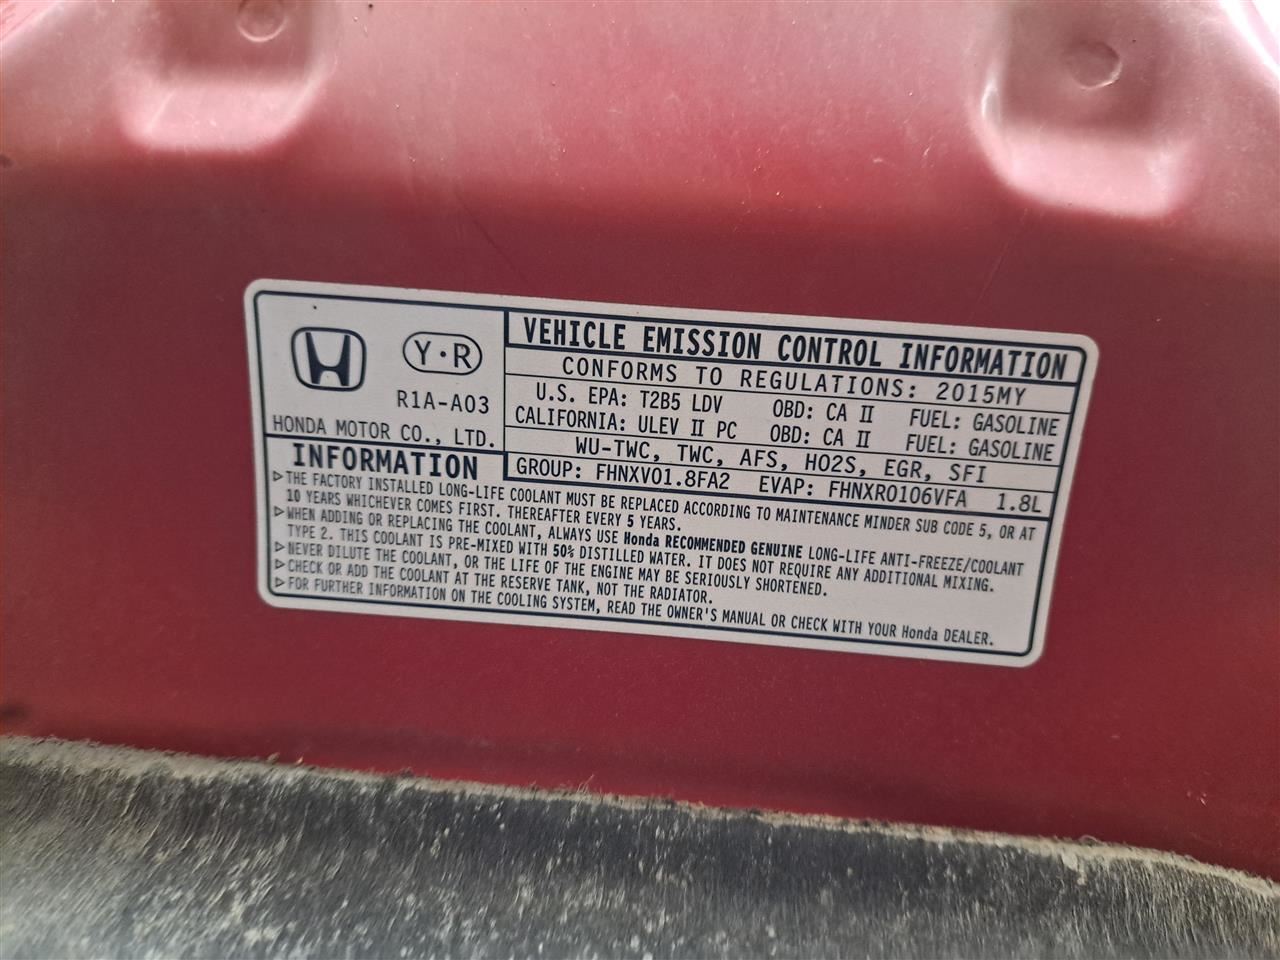 Y·R
R1A-A03
HONDA MOTOR CO., LTD.
VEHICLE EMISSION CONTROL INFORMATION
CONFORMS TO REGULATIONS: 2015MY
U.S. EPA: T2B5 LDV OBD: CA II FUEL: GASOLINE
CALIFORNIA: ULEV II PC OBD: CA II FUEL: GASOLINE
WU-TWC, TWC, AFS, HO2S, EGR, SFI
GROUP: FHNXV01.8FA2 EVAP: FHNXR0106VFA 1.8L
INFORMATION
▷THE FACTORY INSTALLED LONG-LIFE COOLANT MUST BE REPLACED ACCORDING TO MAINTENANCE MINDER SUB CODE 5, OR AT
10 YEARS WHICHEVER COMES FIRST. THEREAFTER EVERY 5 YEARS.
▷WHEN ADDING OR REPLACING THE COOLANT, ALWAYS USE Honda RECOMMENDED GENUINE LONG-LIFE ANTI-FREEZE/COOLANT
TYPE 2. THIS COOLANT IS PRE-MIXED WITH 50% DISTILLED WATER. IT DOES NOT REQUIRE ANY ADDITIONAL MIXING.
▷NEVER DILUTE THE COOLANT, OR THE LIFE OF THE ENGINE MAY BE SERIOUSLY SHORTENED.
▷CHECK OR ADD THE COOLANT AT THE RESERVE TANK, NOT THE RADIATOR.
▷FOR FURTHER INFORMATION ON THE COOLING SYSTEM, READ THE OWNER'S MANUAL OR CHECK WITH YOUR Honda DEALER.